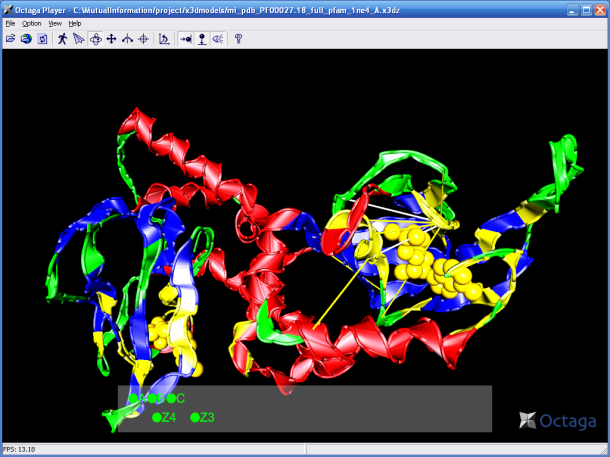 Octaga Player - C:\MutualInformation/project/x3dmodels/mi_pdb_PF00027.18_full_pfam_1ne4_A.x3dz
File Option View Help
C
Z4 Z3
Octaga
FPS: 13.18